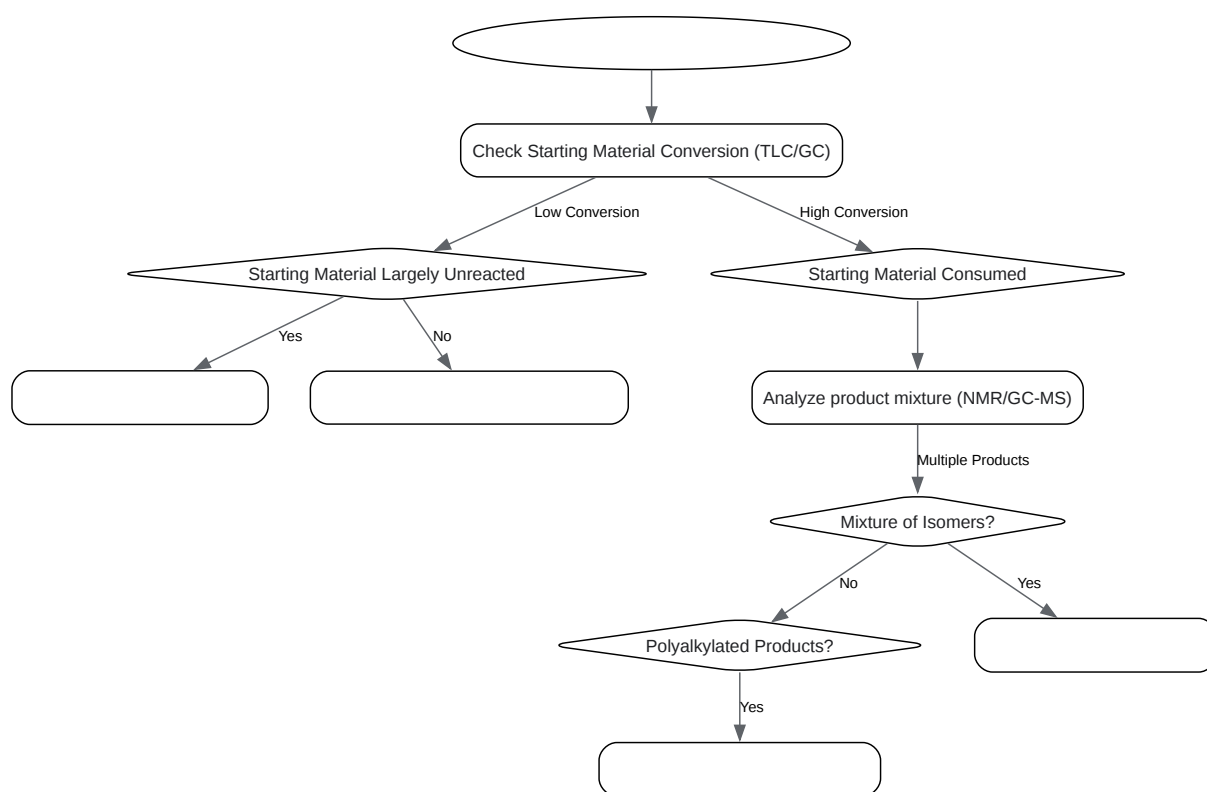 Check Starting Material Conversion (TLC/GC)
Low Conversion
High Conversion
Starting Material Largely Unreacted
Starting Material Consumed
Yes
No
Analyze product mixture (NMR/GC-MS)
Multiple Products
Mixture of Isomers?
No
Yes
Polyalkylated Products?
Yes